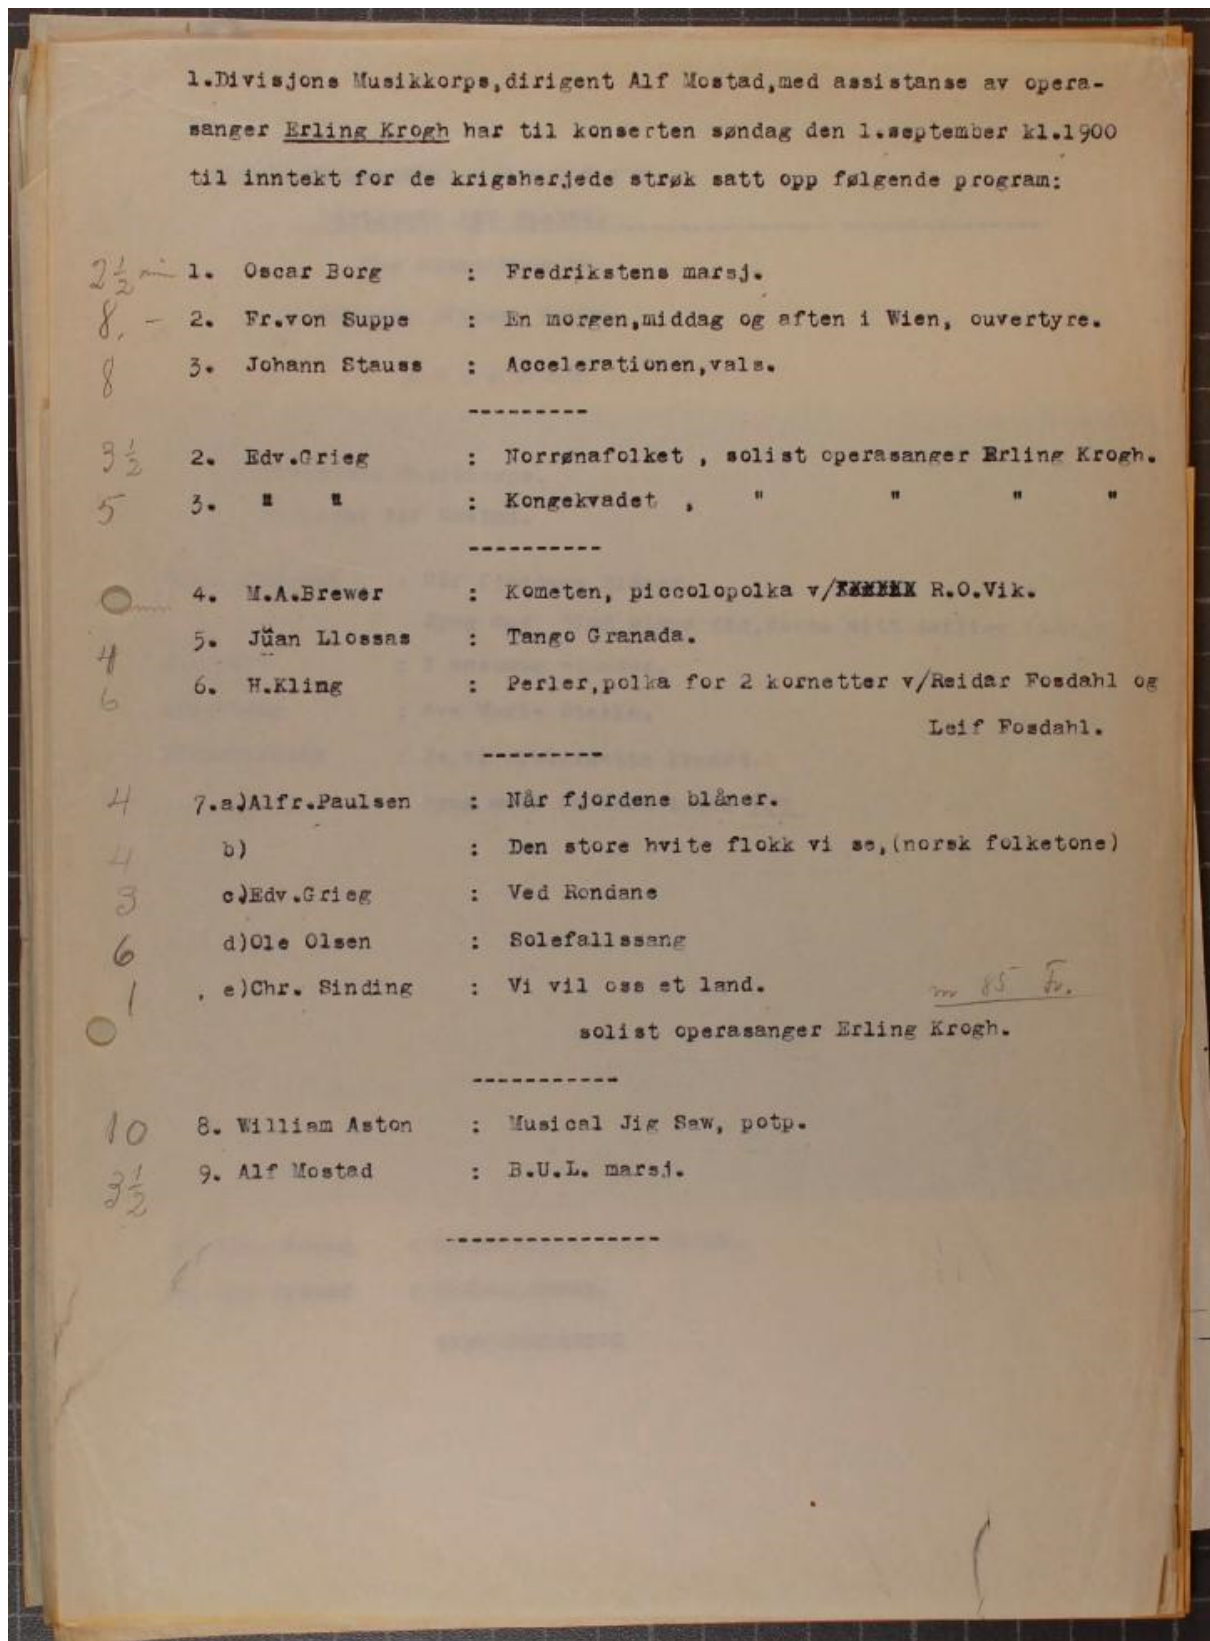 1.Divisjons Musikkorps,dirigent Alf Mostad,med assistanse av opera-
sanger Erling Krogh har til konserten søndag den 1.september kl.1900
til inntekt for de krigsherjede strøk satt opp følgende program:
2½ min 1. Oscar Borg : Fredrikstens marsj.
8. - 2. Fr.von Suppe : En morgen,middag og aften i Wien, ouvertyre.
8 3. Johann Stauss : Accelerationen,vals.
---------
3½ 2. Edv.Grieg : Norrønafolket , solist operasanger Erling Krogh.
5 3. " " : Kongekvadet , " " " "
----------
4. M.A.Brewer : Kometen, piccolopolka v/ R.O.Vik.
4 5. Jüan Llossas : Tango Granada.
6 6. H.Kling : Perler,polka for 2 kornetter v/Reidar Fosdahl og
Leif Fosdahl.
---------
4 7.a)Alfr.Paulsen : Når fjordene blåner.
4 b) : Den store hvite flokk vi se,(norsk folketone)
3 c)Edv.Grieg : Ved Rondane
6 d)Ole Olsen : Solefallssang
1 , e)Chr. Sinding : Vi vil oss et land. m 85 Fr.
solist operasanger Erling Krogh.
-----------
10 8. William Aston : Musical Jig Saw, potp.
3½ 9. Alf Mostad : B.U.L. marsj.
----------------